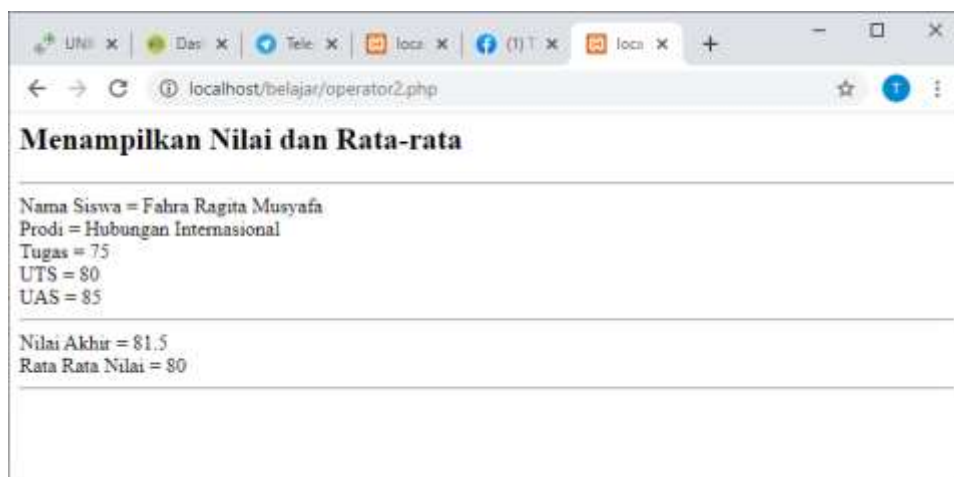 UNI Das Tele loca (1) T loca
localhost/belajar/operator2.php T
Menampilkan Nilai dan Rata-rata
Nama Siswa = Fahra Ragita Musyafa
Prodi = Hubungan Internasional
Tugas = 75
UTS = 80
UAS = 85
Nilai Akhir = 81.5
Rata Rata Nilai = 80